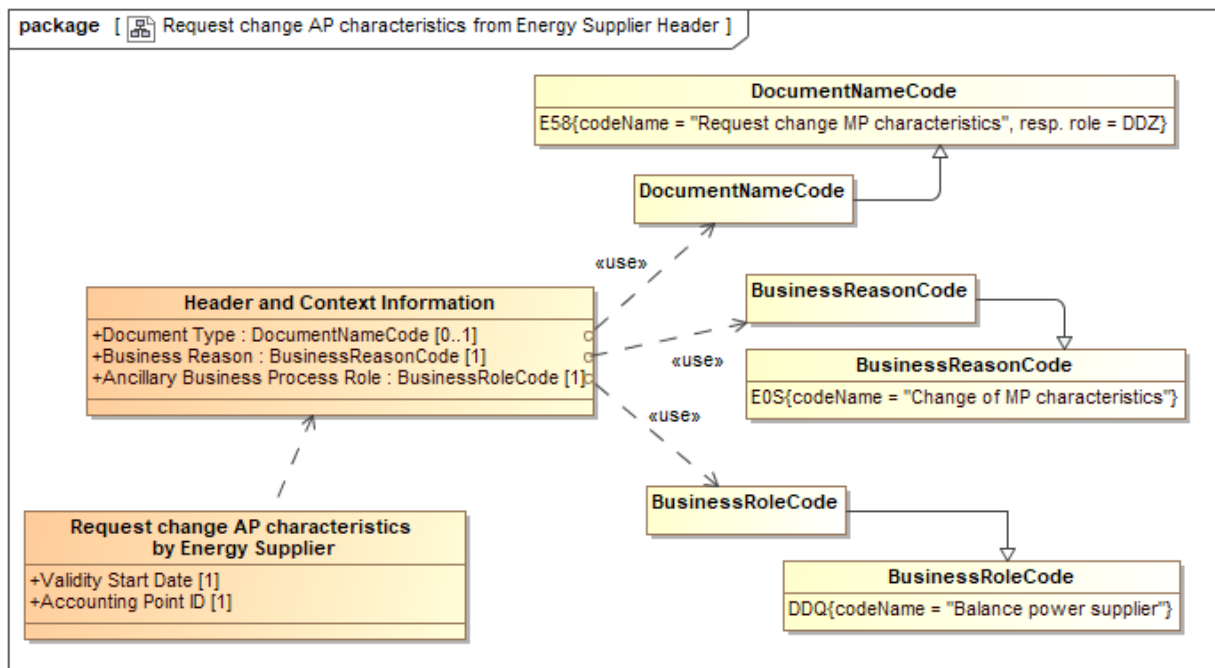 package [ Request change AP characteristics from Energy Supplier Header ]
DocumentNameCode
E58{codeName = "Request change MP characteristics", resp. role = DDZ}
DocumentNameCode
«use»
Header and Context Information
+Document Type : DocumentNameCode [0..1]
+Business Reason : BusinessReasonCode [1]
+Ancillary Business Process Role : BusinessRoleCode [1]
BusinessReasonCode
«use»
BusinessReasonCode
E0S{codeName = "Change of MP characteristics"}
«use»
BusinessRoleCode
Request change AP characteristics
by Energy Supplier
+Validity Start Date [1]
+Accounting Point ID [1]
BusinessRoleCode
DDQ{codeName = "Balance power supplier"}